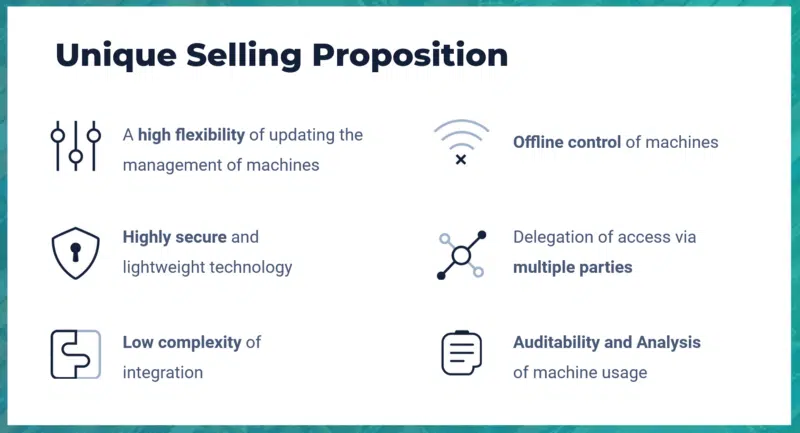 Unique Selling Proposition
A high flexibility of updating the
management of machines
Offline control of machines
Highly secure and
lightweight technology
Delegation of access via
multiple parties
Low complexity of
integration
Auditability and Analysis
of machine usage